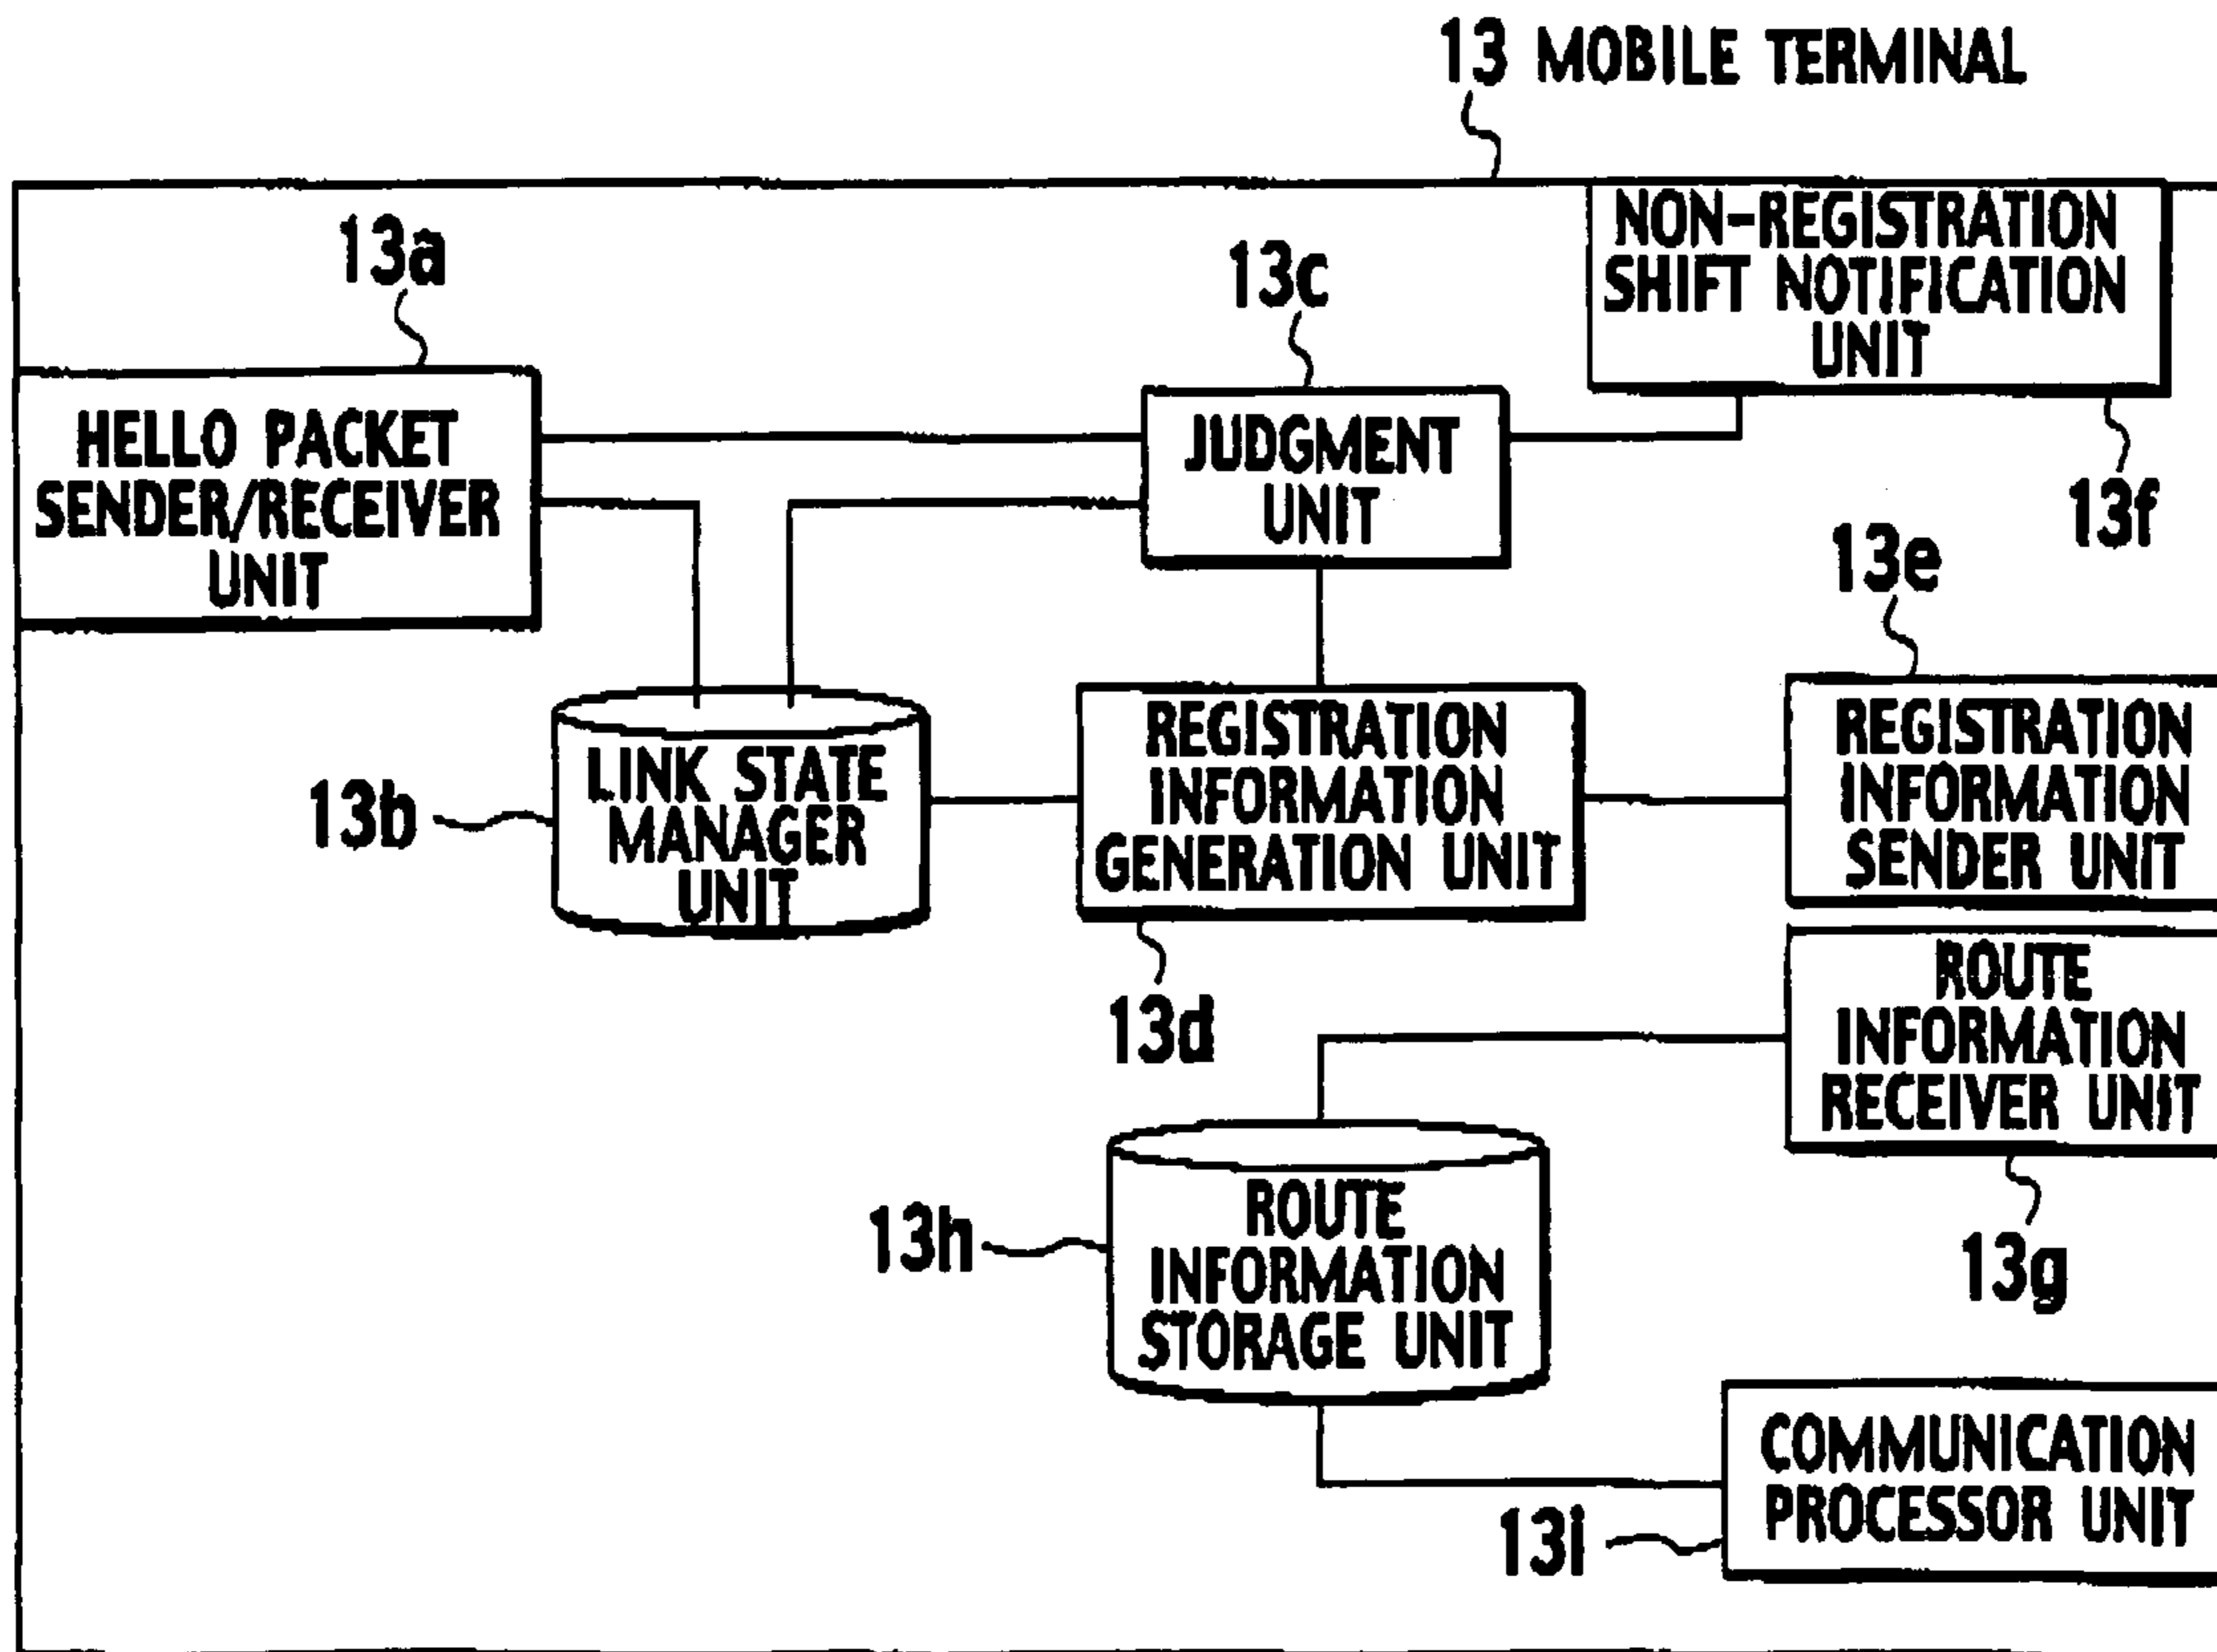 13 MOBILE TERMINAL
NON-REGISTRATION
SHIFT NOTIFICATION
UNIT
13a
13c
HELLO PACKET
SENDER/RECEIVER
UNIT
JUDGMENT
UNIT
13f
13e
LINK STATE
MANAGER
UNIT
13b
REGISTRATION
INFORMATION
GENERATION UNIT
REGISTRATION
INFORMATION
SENDER UNIT
13d
ROUTE
INFORMATION
RECEIVER UNIT
13h
ROUTE
INFORMATION
STORAGE UNIT
13g
COMMUNICATION
PROCESSOR UNIT
13i